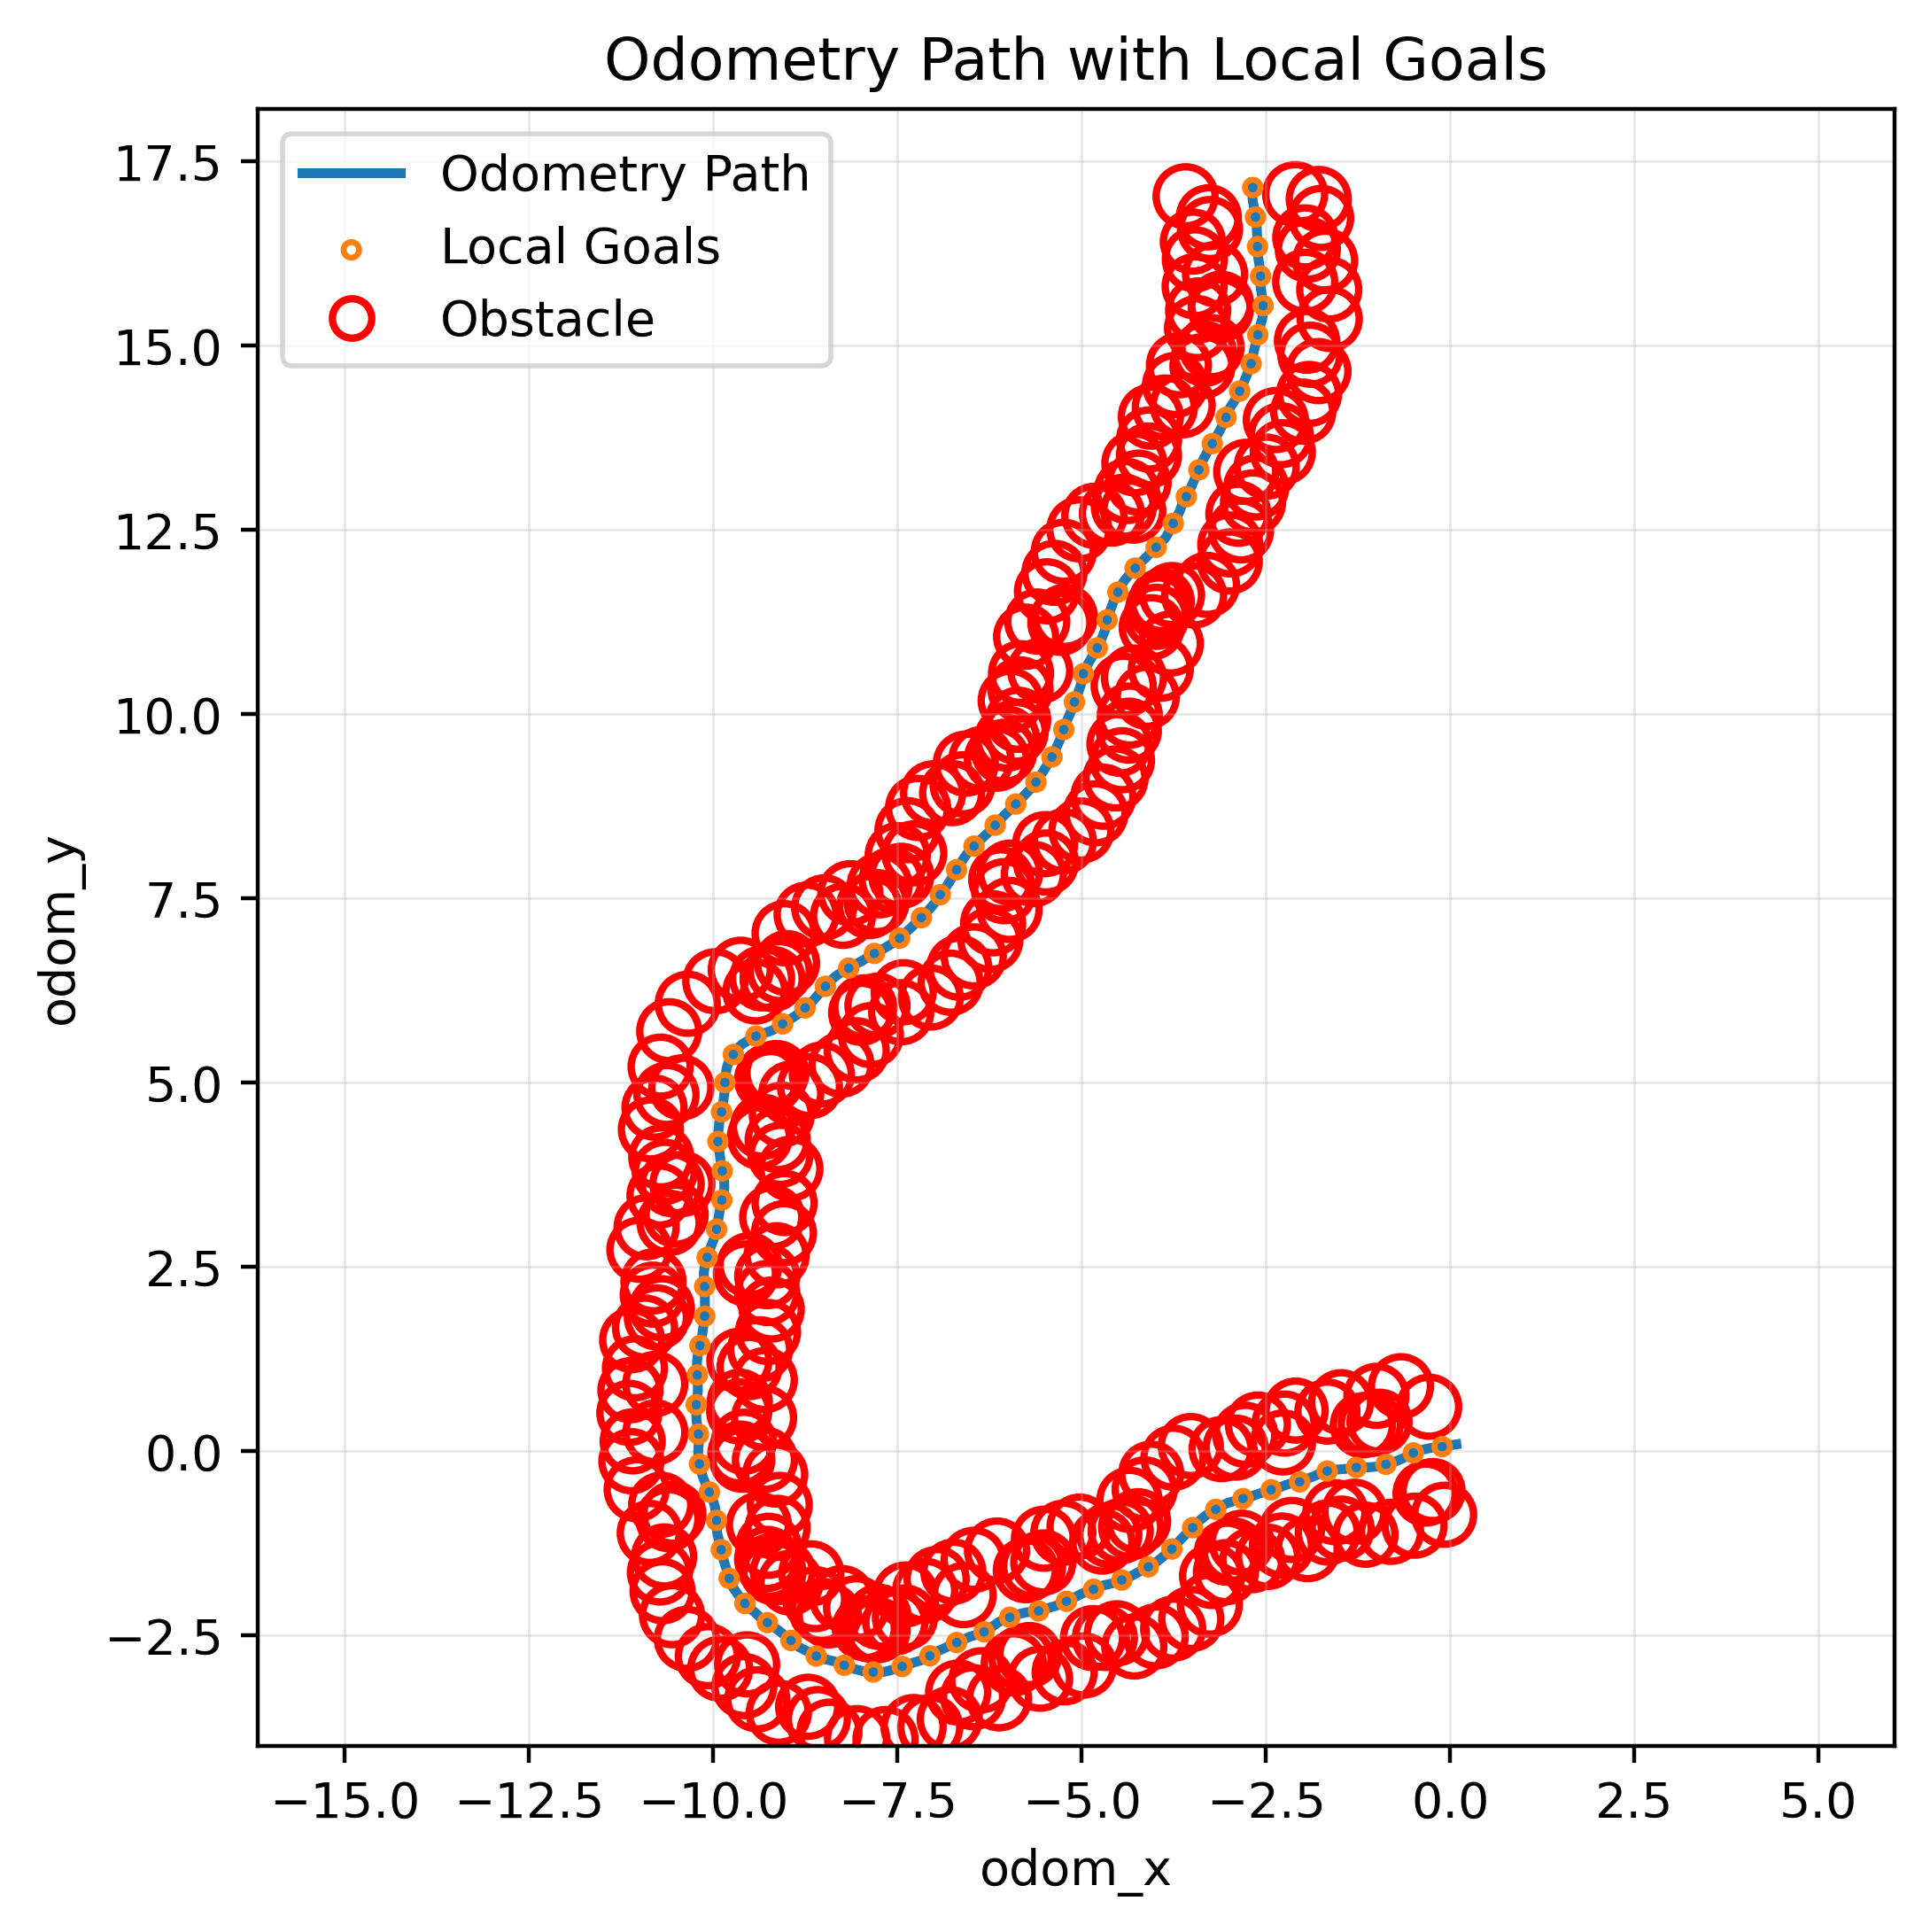 Odometry Path with Local Goals
Odometry Path
Local Goals
Obstacle
17.5
15.0
12.5
10.0
7.5
5.0
2.5
0.0
−2.5
odom_y
−15.0 −12.5 −10.0 −7.5 −5.0 −2.5 0.0 2.5 5.0
odom_x